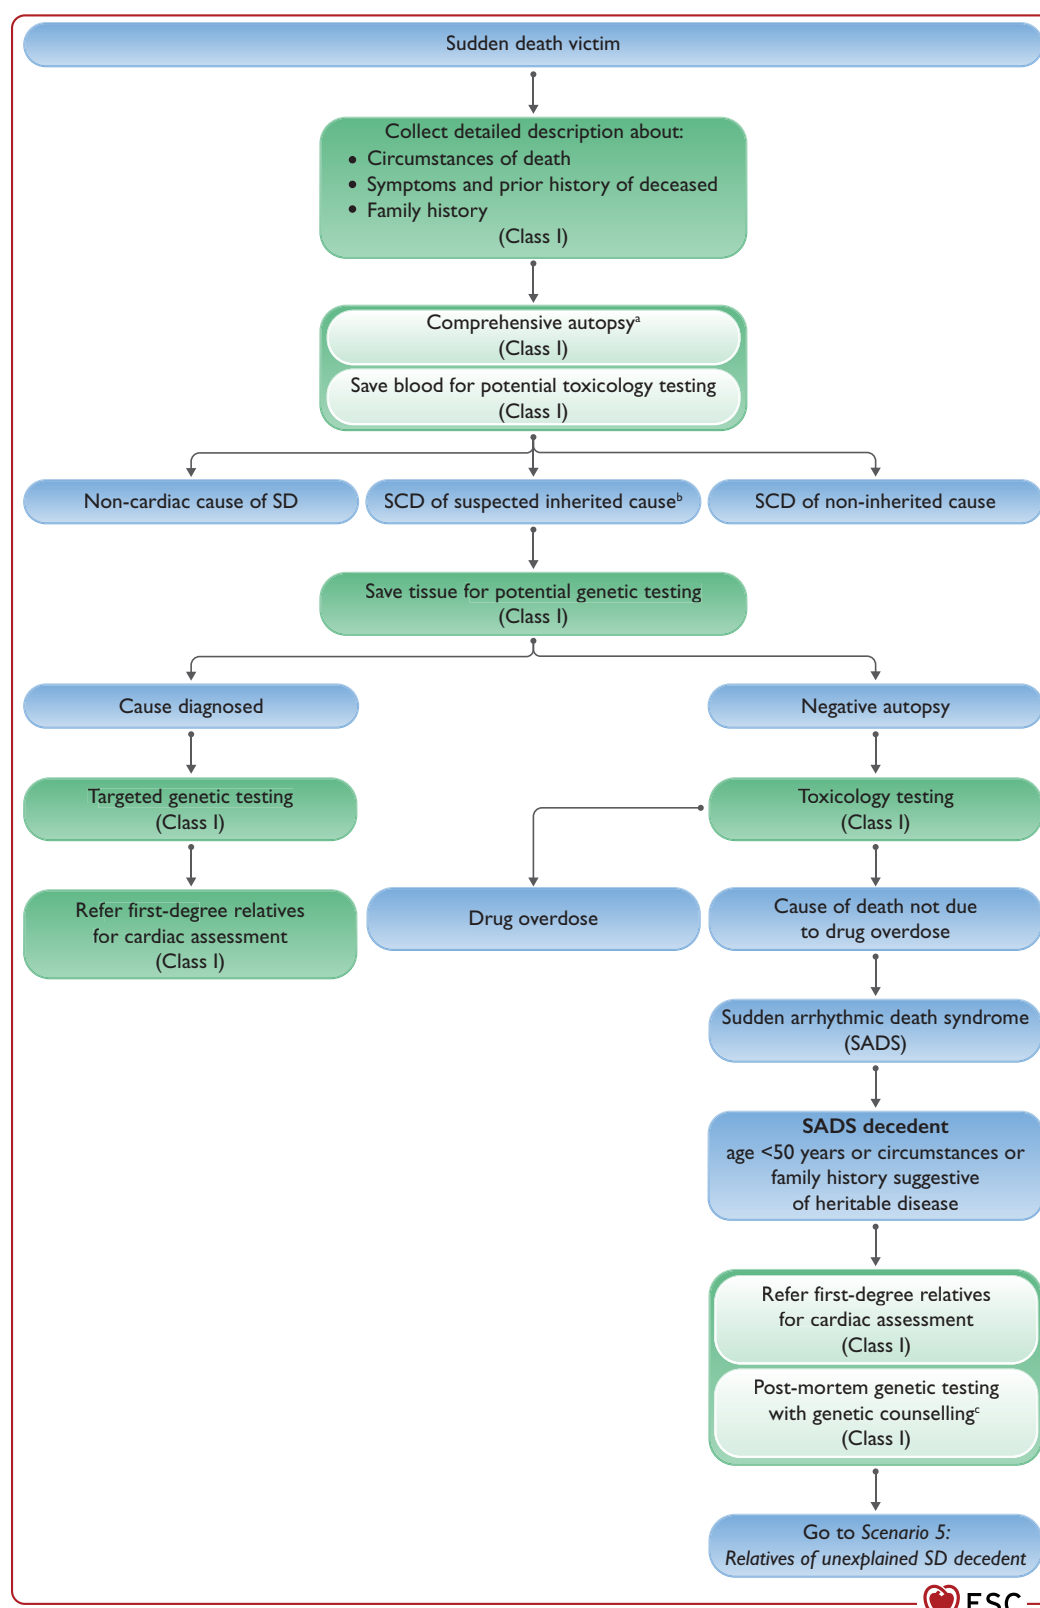 Sudden death victim
Collect detailed description about:
• Circumstances of death
• Symptoms and prior history of deceased
• Family history
(Class I)
Comprehensive autopsyᵃ
(Class I)
Save blood for potential toxicology testing
(Class I)
Non-cardiac cause of SD
SCD of suspected inherited causeᵇ
SCD of non-inherited cause
Save tissue for potential genetic testing
(Class I)
Cause diagnosed
Negative autopsy
Targeted genetic testing
(Class I)
Toxicology testing
(Class I)
Refer first-degree relatives
for cardiac assessment
(Class I)
Drug overdose
Cause of death not due
to drug overdose
Sudden arrhythmic death syndrome
(SADS)
SADS decedent
age <50 years or circumstances or
family history suggestive
of heritable disease
Refer first-degree relatives
for cardiac assessment
(Class I)
Post-mortem genetic testing
with genetic counsellingᶜ
(Class I)
Go to Scenario 5:
Relatives of unexplained SD decedent
ESC